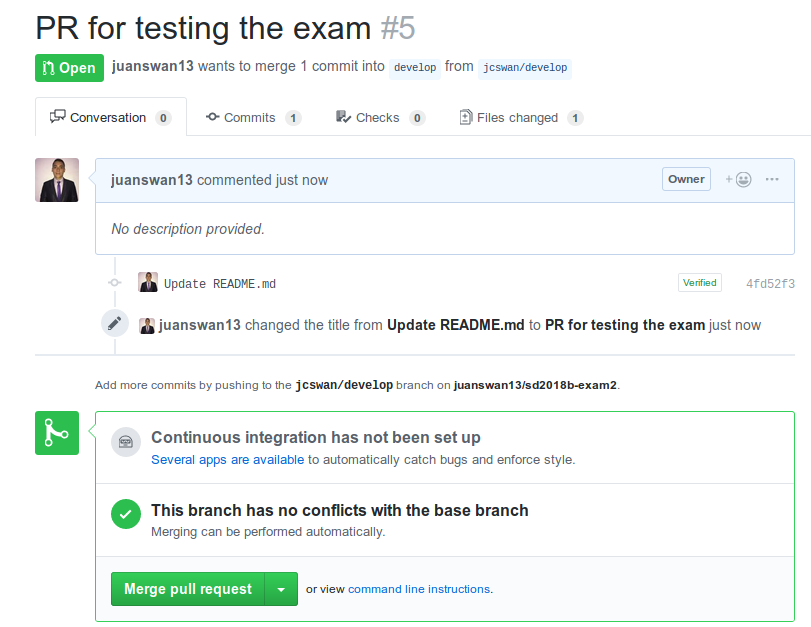 PR for testing the exam #5
Open juanswan13 wants to merge 1 commit into develop from jcswan/develop
Conversation 0 Commits 1 Checks 0 Files changed 1
juanswan13 commented just now Owner
No description provided.
Update README.md Verified 4fd52f3
juanswan13 changed the title from Update README.md to PR for testing the exam just now
Add more commits by pushing to the jcswan/develop branch on juanswan13/sd2018b-exam2.
Continuous integration has not been set up
Several apps are available to automatically catch bugs and enforce style.
This branch has no conflicts with the base branch
Merging can be performed automatically.
Merge pull request or view command line instructions.